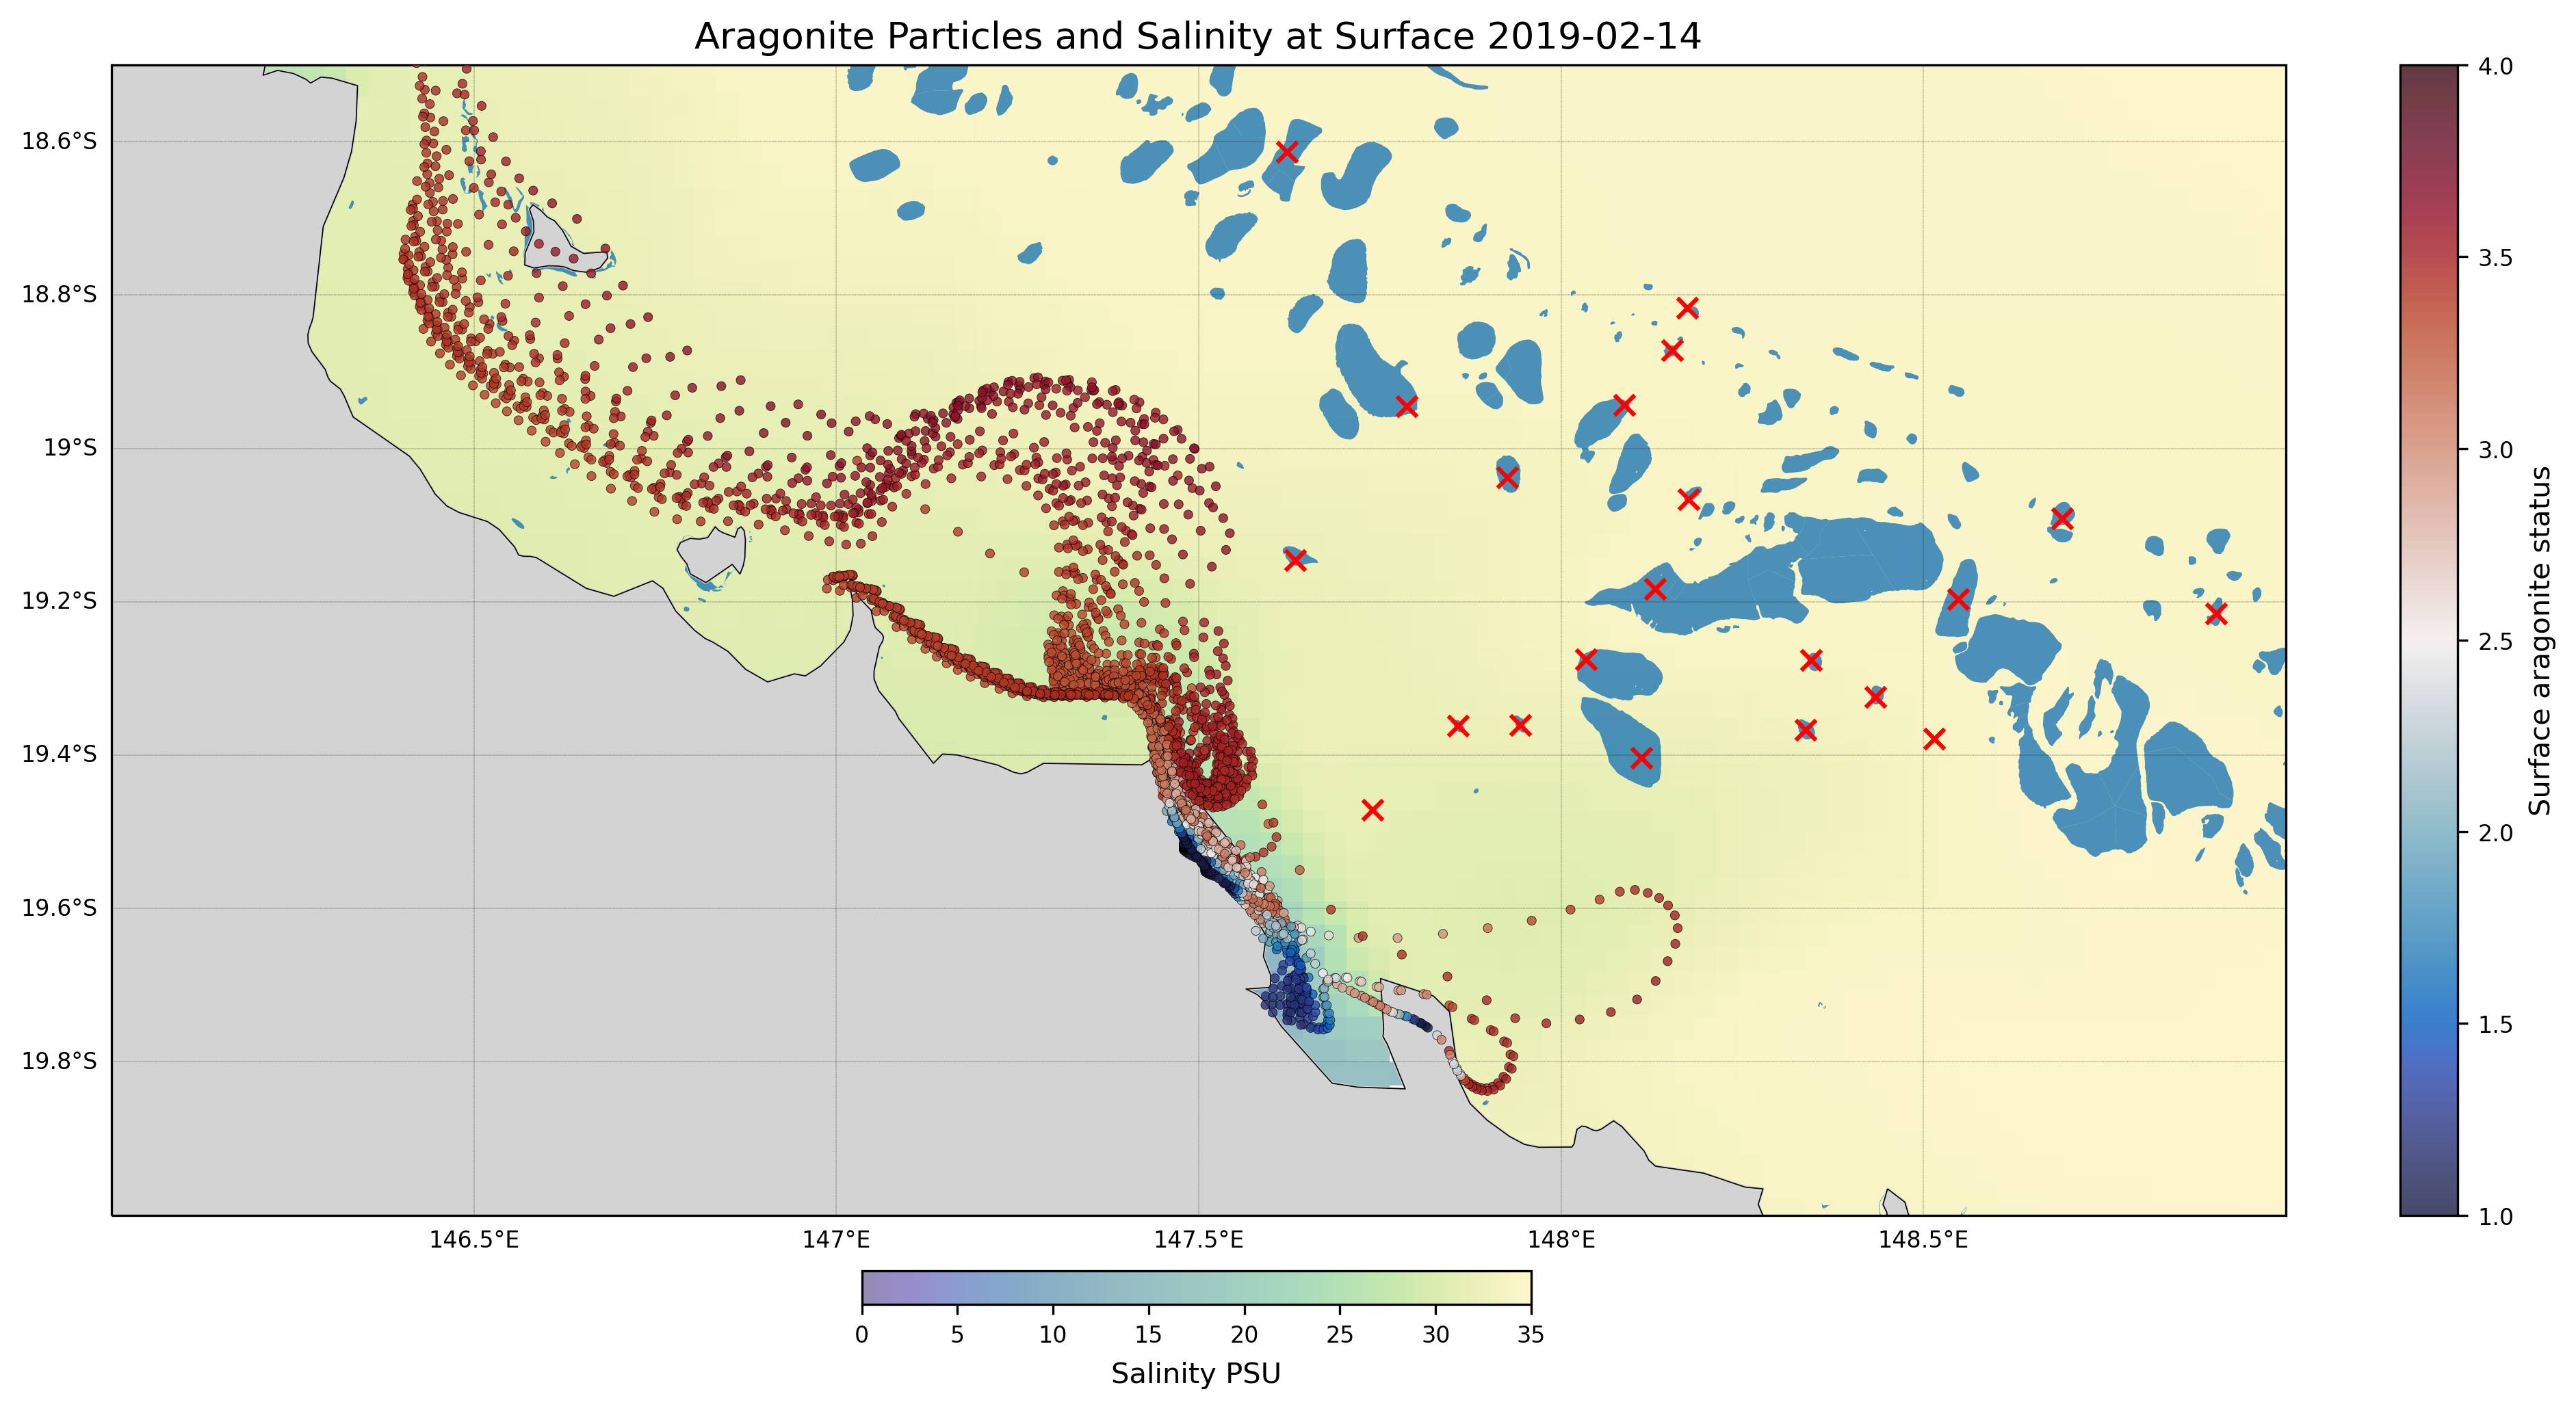 Aragonite Particles and Salinity at Surface 2019-02-14
18.6°S
18.8°S
19°S
19.2°S
19.4°S
19.6°S
19.8°S
146.5°E
147°E
147.5°E
148°E
148.5°E
0
5
10
15
20
25
30
35
Salinity PSU
4.0
3.5
3.0
2.5
2.0
1.5
1.0
Surface aragonite status